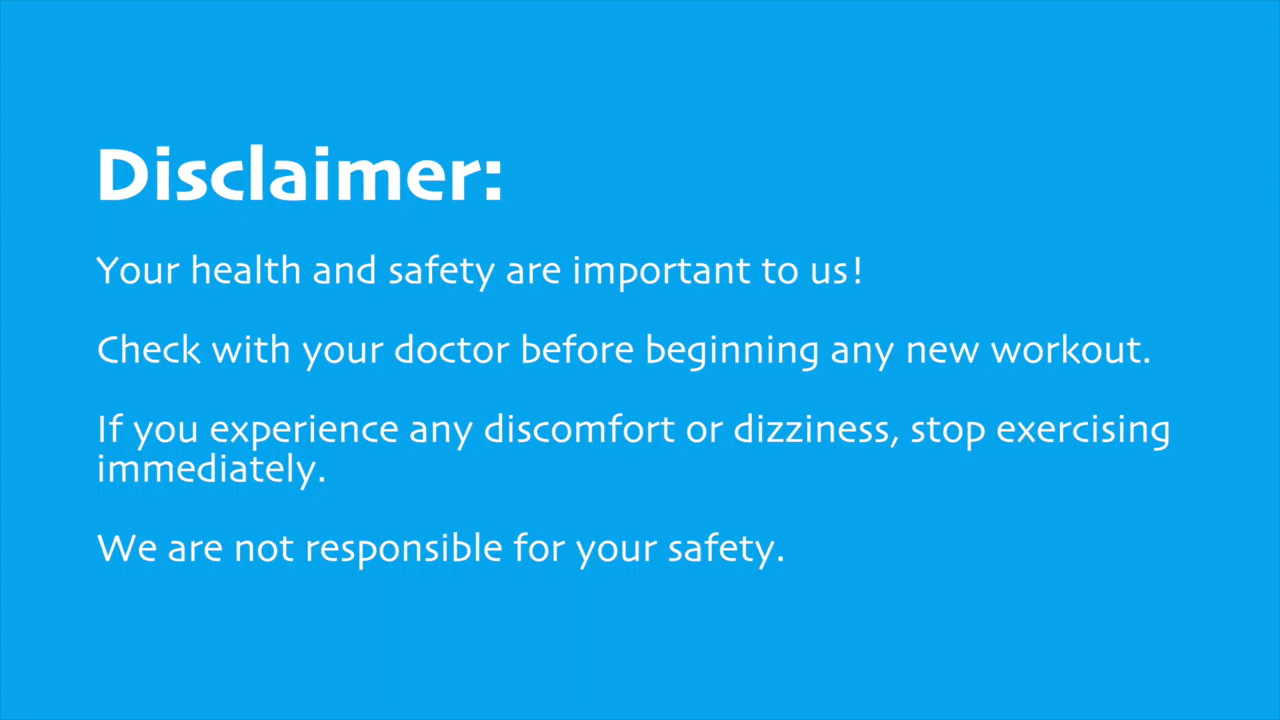 Disclaimer:
Your health and safety are important to us!
Check with your doctor before beginning any new workout.
If you experience any discomfort or dizziness, stop exercising
immediately.
We are not responsible for your safety.